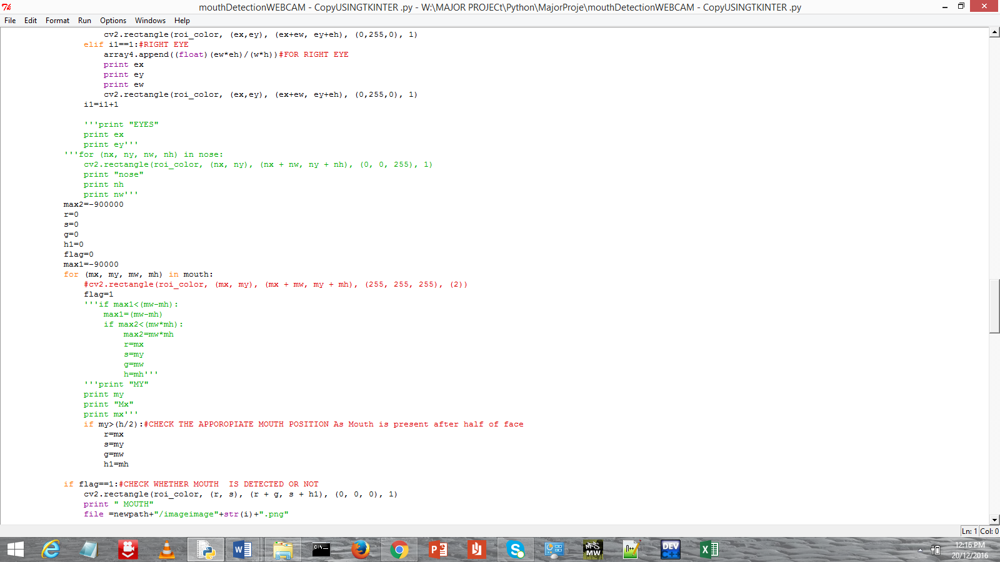 mouthDetectionWEBCAM - CopyUSINGTKINTER .py - W:\MAJOR PROJECt\Python\MajorProje\mouthDetectionWEBCAM - CopyUSINGTKINTER .py
File Edit Format Run Options Windows Help
cv2.rectangle(roi_color, (ex,ey), (ex+ew, ey+eh), (0,255,0), 1)
elif i1==1:#RIGHT EYE
array4.append((float)(ew*eh)/(w*h))#FOR RIGHT EYE
print ex
print ey
print ew
cv2.rectangle(roi_color, (ex,ey), (ex+ew, ey+eh), (0,255,0), 1)
i1=i1+1
'''print "EYES"
print ex
print ey'''
'''for (nx, ny, nw, nh) in nose:
cv2.rectangle(roi_color, (nx, ny), (nx + nw, ny + nh), (0, 0, 255), 1)
print "nose"
print nh
print nw'''
max2=-900000
r=0
s=0
g=0
h1=0
flag=0
max1=-90000
for (mx, my, mw, mh) in mouth:
#cv2.rectangle(roi_color, (mx, my), (mx + mw, my + mh), (255, 255, 255), (2))
flag=1
'''if max1<(mw-mh):
max1=(mw-mh)
if max2<(mw*mh):
max2=mw*mh
r=mx
s=my
g=mw
h=mh'''
'''print "MY"
print my
print "Mx"
print mx'''
if my>(h/2):#CHECK THE APPOROPIATE MOUTH POSITION As Mouth is present after half of face
r=mx
s=my
g=mw
h1=mh
if flag==1:#CHECK WHETHER MOUTH  IS DETECTED OR NOT
cv2.rectangle(roi_color, (r, s), (r + g, s + h1), (0, 0, 0), 1)
print " MOUTH"
file =newpath+"/imageimage"+str(i)+".png"
Ln: 1 Col: 0
NFS MW
DEV C++
12:16 PM
20/12/2016